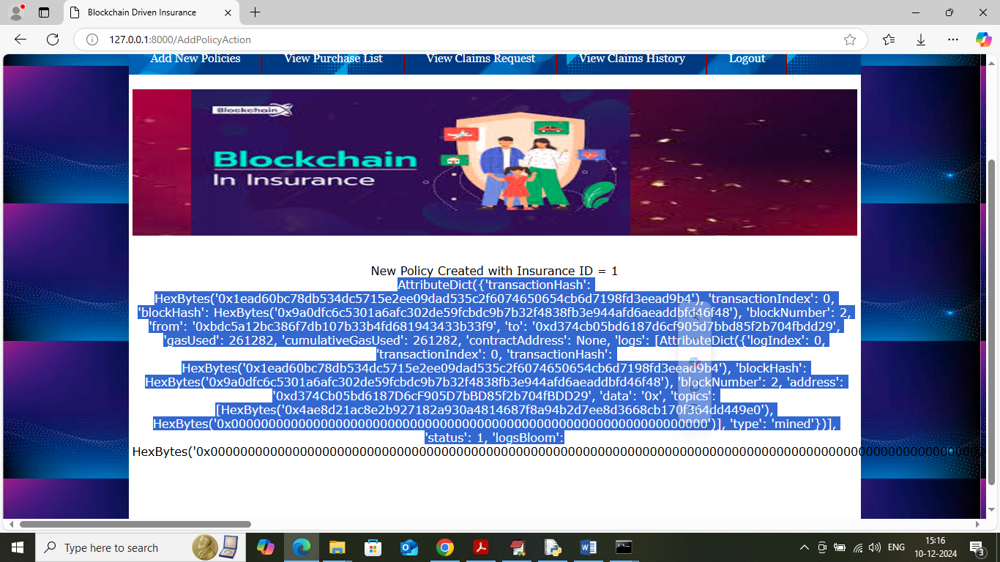 Blockchain Driven Insurance
127.0.0.1:8000/AddPolicyAction
Add New Policies
View Purchase List
View Claims Request
View Claims History
Logout
Blockchain
Blockchain
In Insurance
New Policy Created with Insurance ID = 1
AttributeDict({'transactionHash':
HexBytes('0x1ead60bc78db534dc5715e2ee09dad535c2f6074650654cb6d7198fd3eead9b4'), 'transactionIndex': 0,
'blockHash': HexBytes('0x9a0dfc6c5301a6afc302de59fcbdc9b7b32f4838fb3e944afd6aeaddbfd46f48'), 'blockNumber': 2,
'from': '0xbdc5a12bc386f7db107b33b4fd681943433b33f9', 'to': '0xd374cb05bd6187d6cf905d7bbd85f2b704fbdd29',
'gasUsed': 261282, 'cumulativeGasUsed': 261282, 'contractAddress': None, 'logs': [AttributeDict({'logIndex': 0,
'transactionIndex': 0, 'transactionHash':
HexBytes('0x1ead60bc78db534dc5715e2ee09dad535c2f6074650654cb6d7198fd3eead9b4'), 'blockHash':
HexBytes('0x9a0dfc6c5301a6afc302de59fcbdc9b7b32f4838fb3e944afd6aeaddbfd46f48'), 'blockNumber': 2, 'address':
'0xd374Cb05bd6187D6cF905D7bBD85f2b704fBDD29', 'data': '0x', 'topics':
[HexBytes('0x4ae8d21ac8e2b927182a930a4814687f8a94b2d7ee8d3668cb170f364dd449e0'),
HexBytes('0x0000000000000000000000000000000000000000000000000000000000000000')], 'type': 'mined'})],
'status': 1, 'logsBloom':
Type here to search
ENG
15:16
10-12-2024
3